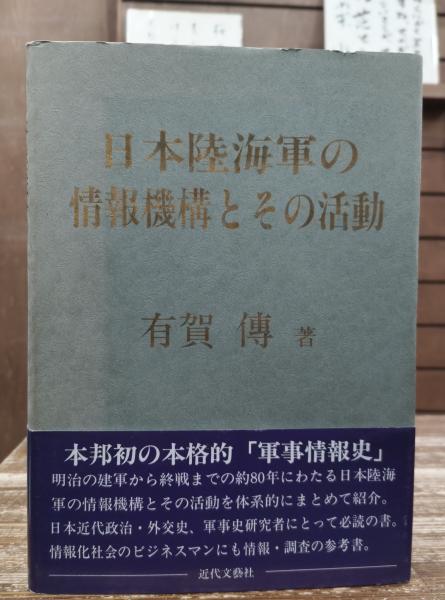 日本陸海軍の
情報機構とその活動
有賀 傳 著
本邦初の本格的「軍事情報史」
明治の建軍から終戦までの約80年にわたる日本陸海
軍の情報機構とその活動を体系的にまとめて紹介。
日本近代政治・外交史、軍事史研究者にとって必読の書。
情報化社会のビジネスマンにも情報・調査の参考書。
近代文藝社